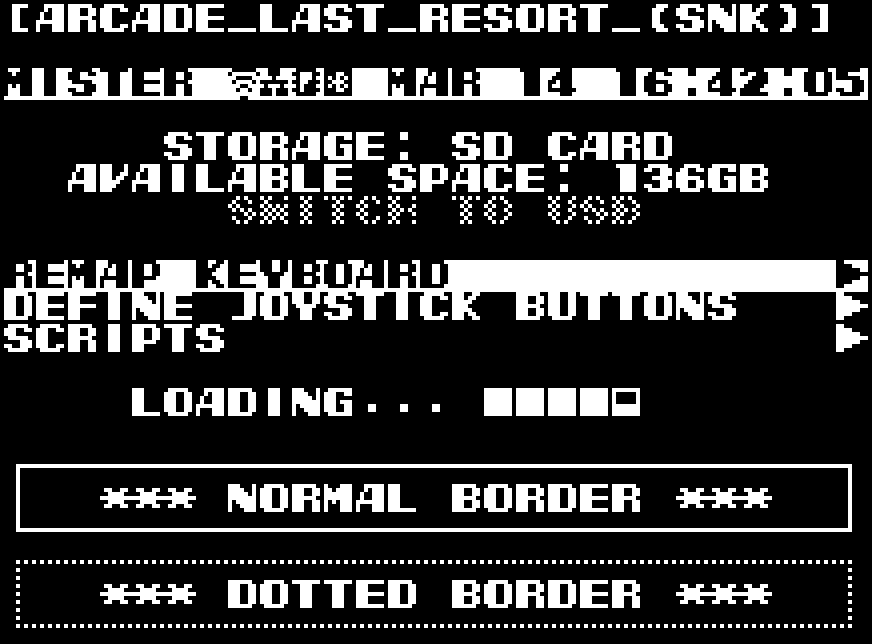 [ARCADE_LAST_RESORT_(SNK)]
MISTER MAR 14 16:42:05
STORAGE: SD CARD
AVAILABLE SPACE: 136GB
SWITCH TO USB
REMAP KEYBOARD
DEFINE JOYSTICK BUTTONS
SCRIPTS
LOADING...
*** NORMAL BORDER ***
*** DOTTED BORDER ***